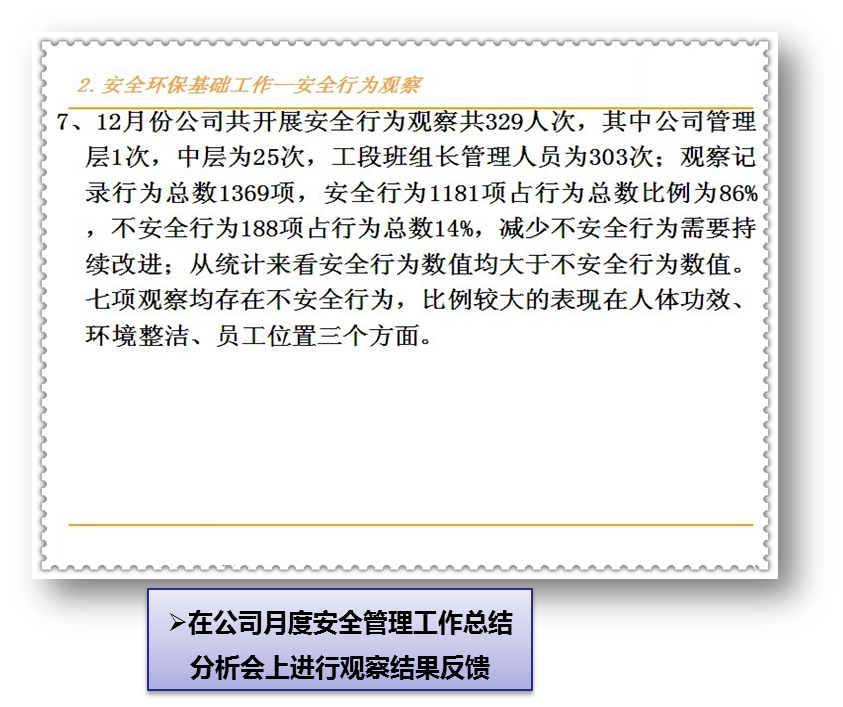 2. 安全环保基础工作—安全行为观察
7、12月份公司共开展安全行为观察共329人次，其中公司管理
层1次，中层为25次，工段班组长管理人员为303次；观察记
录行为总数1369项，安全行为1181项占行为总数比例为86%
，不安全行为188项占行为总数14%，减少不安全行为需要持
续改进；从统计来看安全行为数值均大于不安全行为数值。
七项观察均存在不安全行为，比例较大的表现在人体功效、
环境整洁、员工位置三个方面。
➢在公司月度安全管理工作总结
分析会上进行观察结果反馈